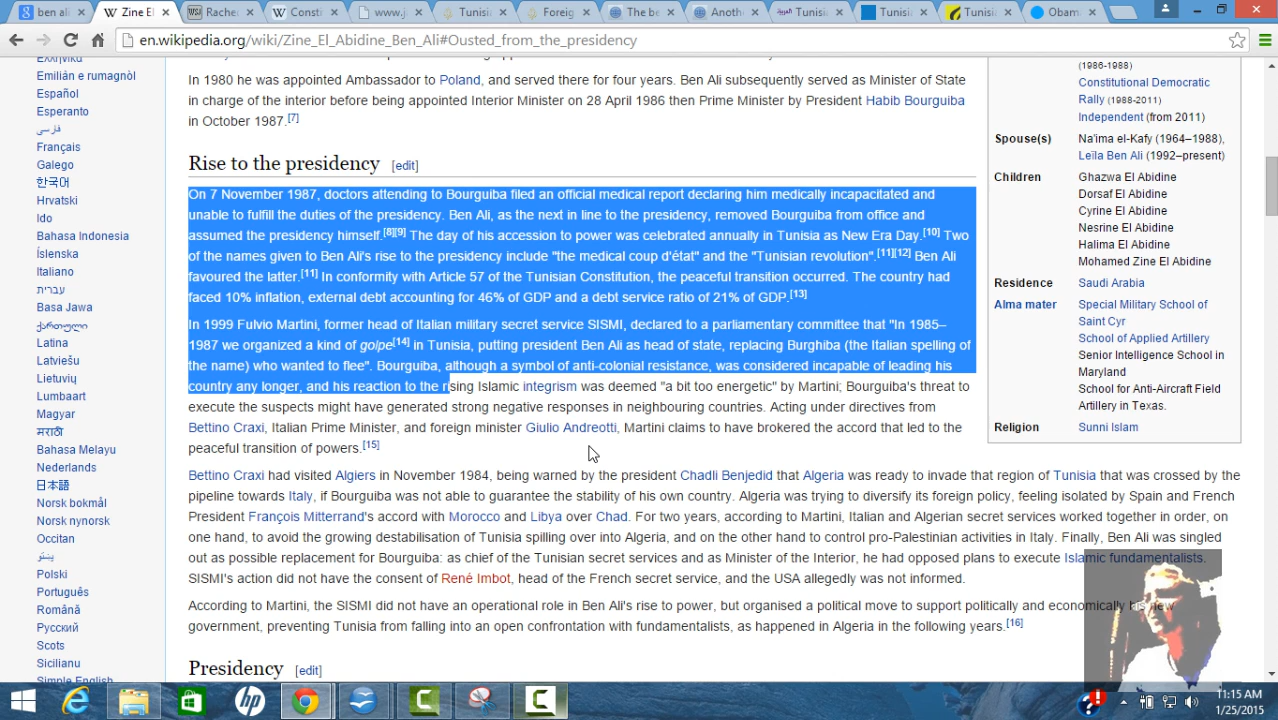 ben ali
Zine El
Rachel
Consti
www.j
Tunisi
Foreig
The be
Anoth
Tunisi
Tunisi
Tunisi
Obam
en.wikipedia.org/wiki/Zine_El_Abidine_Ben_Ali#Ousted_from_the_presidency
Ελληνικά
Emiliàn e rumagnòl
Español
Esperanto
فارسی
Français
Galego
한국어
Hrvatski
Ido
Bahasa Indonesia
Íslenska
Italiano
עברית
Basa Jawa
ქართული
Latina
Latviešu
Lietuvių
Lumbaart
Magyar
मराठी
Bahasa Melayu
Nederlands
日本語
Norsk bokmål
Norsk nynorsk
Occitan
پښتو
Polski
Português
Română
Русский
Scots
Sicilianu
Simple English
In 1980 he was appointed Ambassador to Poland, and served there for four years. Ben Ali subsequently served as Minister of State
in charge of the interior before being appointed Interior Minister on 28 April 1986 then Prime Minister by President Habib Bourguiba
in October 1987.[7]
Rise to the presidency [edit]
On 7 November 1987, doctors attending to Bourguiba filed an official medical report declaring him medically incapacitated and
unable to fulfill the duties of the presidency. Ben Ali, as the next in line to the presidency, removed Bourguiba from office and
assumed the presidency himself.[8][9] The day of his accession to power was celebrated annually in Tunisia as New Era Day.[10] Two
of the names given to Ben Ali's rise to the presidency include "the medical coup d'état" and the "Tunisian revolution".[11][12] Ben Ali
favoured the latter.[11] In conformity with Article 57 of the Tunisian Constitution, the peaceful transition occurred. The country had
faced 10% inflation, external debt accounting for 46% of GDP and a debt service ratio of 21% of GDP.[13]
In 1999 Fulvio Martini, former head of Italian military secret service SISMI, declared to a parliamentary committee that "In 1985–
1987 we organized a kind of golpe[14] in Tunisia, putting president Ben Ali as head of state, replacing Burghiba (the Italian spelling of
the name) who wanted to flee". Bourguiba, although a symbol of anti-colonial resistance, was considered incapable of leading his
country any longer, and his reaction to the rising Islamic integrism was deemed "a bit too energetic" by Martini; Bourguiba's threat to
execute the suspects might have generated strong negative responses in neighbouring countries. Acting under directives from
Bettino Craxi, Italian Prime Minister, and foreign minister Giulio Andreotti, Martini claims to have brokered the accord that led to the
peaceful transition of powers.[15]
Bettino Craxi had visited Algiers in November 1984, being warned by the president Chadli Benjedid that Algeria was ready to invade that region of Tunisia that was crossed by the
pipeline towards Italy, if Bourguiba was not able to guarantee the stability of his own country. Algeria was trying to diversify its foreign policy, feeling isolated by Spain and French
President François Mitterrand's accord with Morocco and Libya over Chad. For two years, according to Martini, Italian and Algerian secret services worked together in order, on
one hand, to avoid the growing destabilisation of Tunisia spilling over into Algeria, and on the other hand to control pro-Palestinian activities in Italy. Finally, Ben Ali was singled
out as possible replacement for Bourguiba: as chief of the Tunisian secret services and as Minister of the Interior, he had opposed plans to execute Islamic fundamentalists.
SISMI's action did not have the consent of René Imbot, head of the French secret service, and the USA allegedly was not informed.
According to Martini, the SISMI did not have an operational role in Ben Ali's rise to power, but organised a political move to support politically and economically his new
government, preventing Tunisia from falling into an open confrontation with fundamentalists, as happened in Algeria in the following years.[16]
Presidency [edit]
(1986-1988)
Constitutional Democratic
Rally (1988-2011)
Independent (from 2011)
Spouse(s) Na'ima el-Kafy (1964–1988),
Leïla Ben Ali (1992–present)
Children Ghazwa El Abidine
Dorsaf El Abidine
Cyrine El Abidine
Nesrine El Abidine
Halima El Abidine
Mohamed Zine El Abidine
Residence Saudi Arabia
Alma mater Special Military School of
Saint Cyr
School of Applied Artillery
Senior Intelligence School in
Maryland
School for Anti-Aircraft Field
Artillery in Texas.
Religion Sunni Islam
11:15 AM
1/25/2015